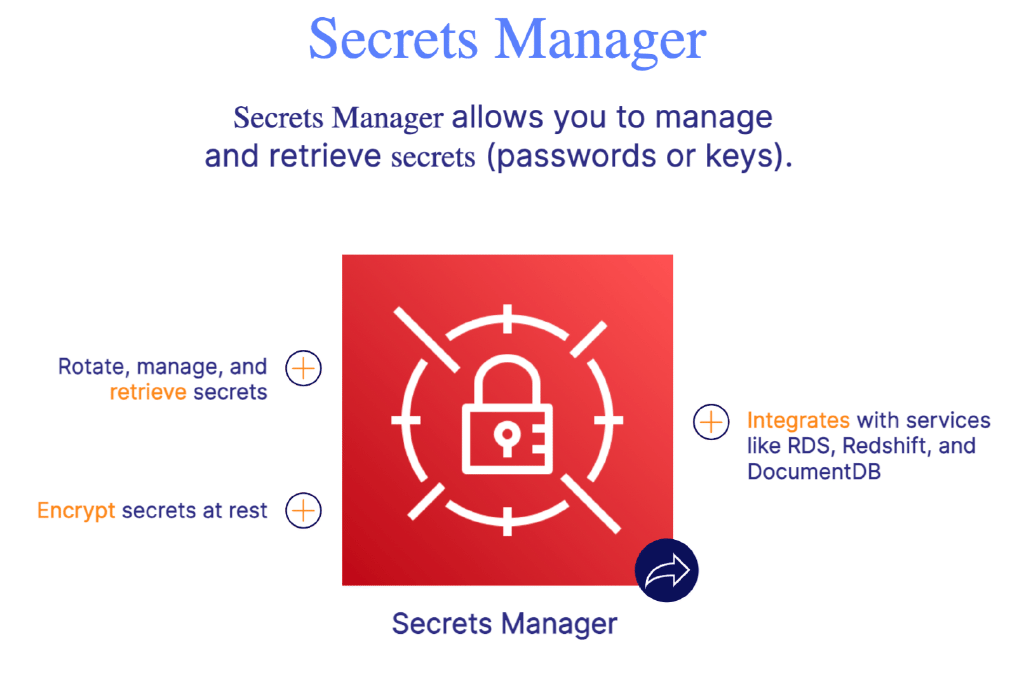 Secrets Manager
Secrets Manager allows you to manage
and retrieve secrets (passwords or keys).
Rotate, manage, and
retrieve secrets
Encrypt secrets at rest
Integrates with services
like RDS, Redshift, and
DocumentDB
Secrets Manager